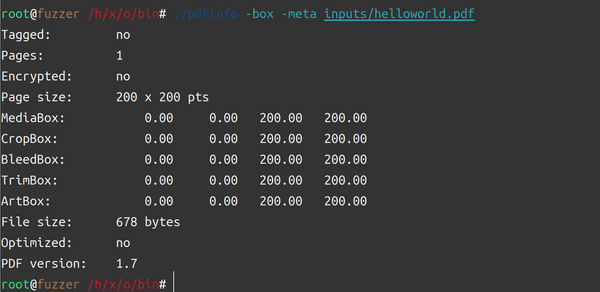 root@fuzzer /h/x/o/bin# ./pdfinfo -box -meta inputs/helloworld.pdf
Tagged: no
Pages: 1
Encrypted: no
Page size: 200 x 200 pts
MediaBox: 0.00 0.00 200.00 200.00
CropBox: 0.00 0.00 200.00 200.00
BleedBox: 0.00 0.00 200.00 200.00
TrimBox: 0.00 0.00 200.00 200.00
ArtBox: 0.00 0.00 200.00 200.00
File size: 678 bytes
Optimized: no
PDF version: 1.7
root@fuzzer /h/x/o/bin#